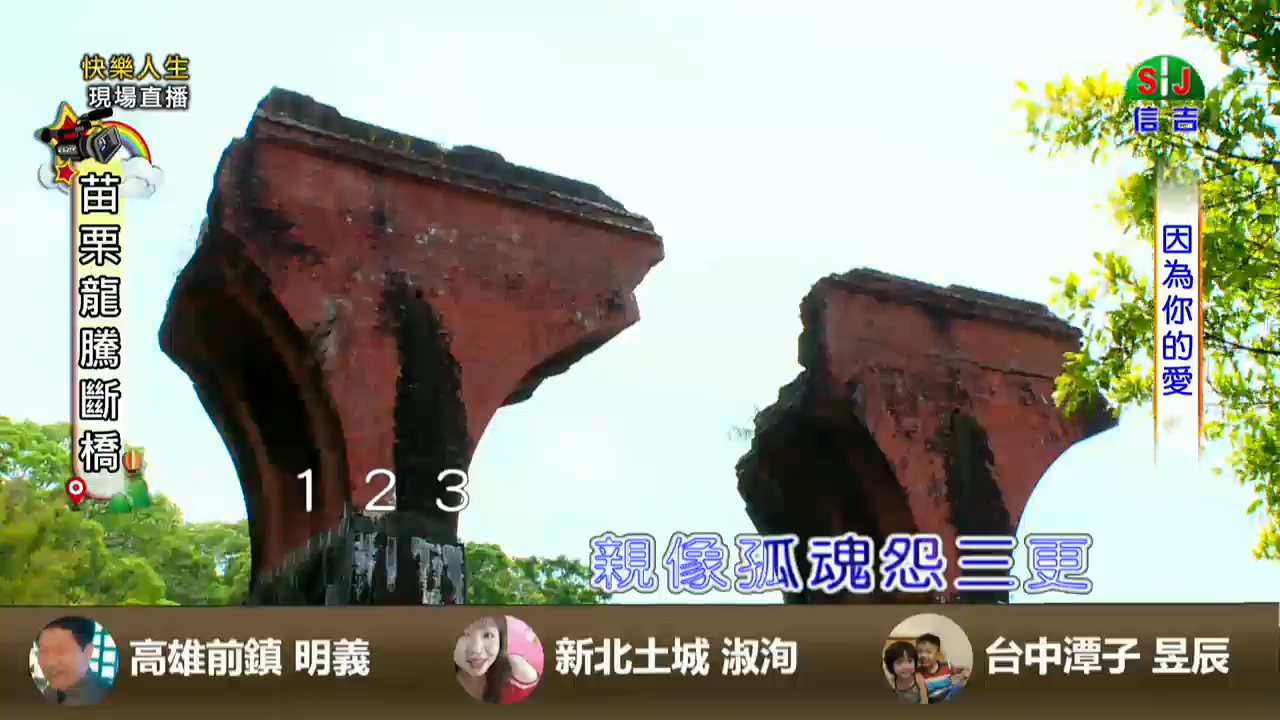 快樂人生
現場直播
苗栗龍騰斷橋
SJ
信吉
因為你的愛
1 2 3
親像孤魂怨三更
高雄前鎮 明義
新北土城 淑洵
台中潭子 昱辰